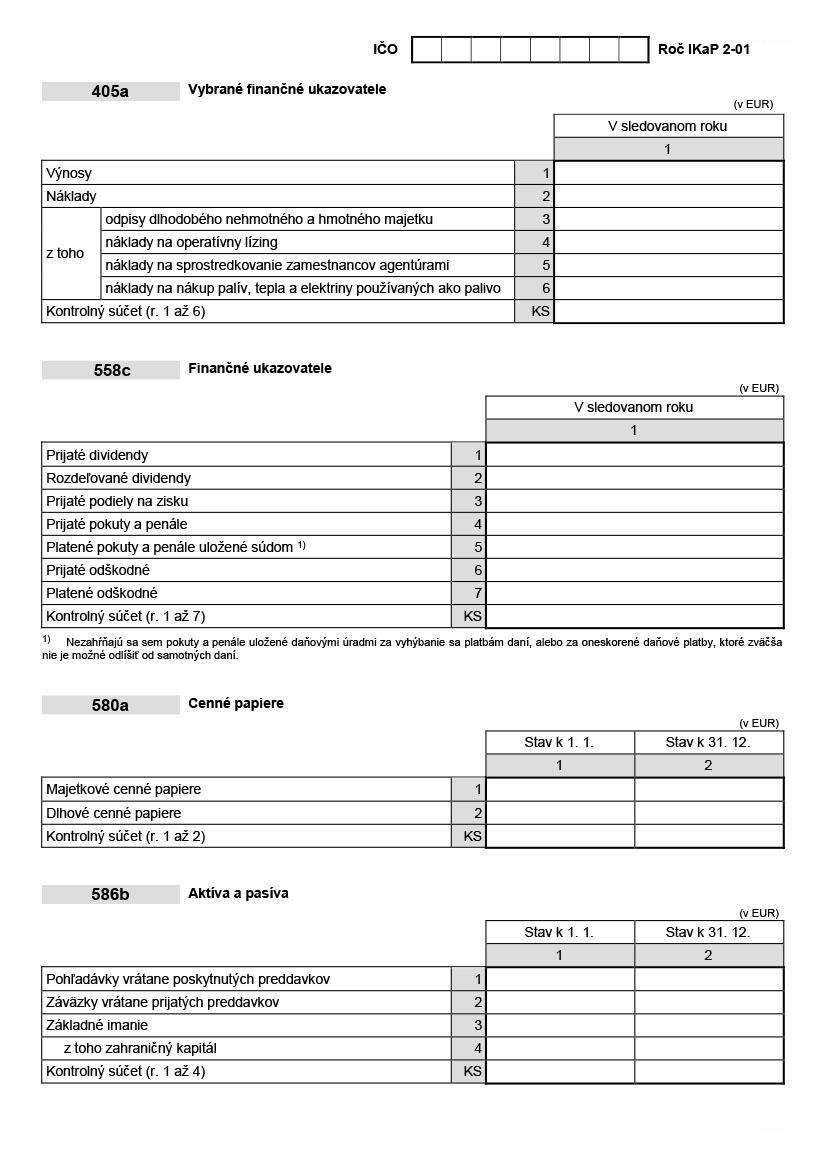 IČO Roč IKaP 2-01
405a Vybrané finančné ukazovatele
(v EUR)
V sledovanom roku
1
Výnosy 1
Náklady 2
z toho
odpisy dlhodobého nehmotného a hmotného majetku 3
náklady na operatívny lízing 4
náklady na sprostredkovanie zamestnancov agentúrami 5
náklady na nákup palív, tepla a elektriny používaných ako palivo 6
Kontrolný súčet (r. 1 až 6) KS
558c Finančné ukazovatele
(v EUR)
V sledovanom roku
1
Prijaté dividendy 1
Rozdeľované dividendy 2
Prijaté podiely na zisku 3
Prijaté pokuty a penále 4
Platené pokuty a penále uložené súdom 1) 5
Prijaté odškodné 6
Platené odškodné 7
Kontrolný súčet (r. 1 až 7) KS
1) Nezahŕňajú sa sem pokuty a penále uložené daňovými úradmi za vyhýbanie sa platbám daní, alebo za oneskorené daňové platby, ktoré zväčša
nie je možné odlíšiť od samotných daní.
580a Cenné papiere
(v EUR)
Stav k 1. 1. Stav k 31. 12.
1 2
Majetkové cenné papiere 1
Dlhové cenné papiere 2
Kontrolný súčet (r. 1 až 2) KS
586b Aktíva a pasíva
(v EUR)
Stav k 1. 1. Stav k 31. 12.
1 2
Pohľadávky vrátane poskytnutých preddavkov 1
Záväzky vrátane prijatých preddavkov 2
Základné imanie 3
z toho zahraničný kapitál 4
Kontrolný súčet (r. 1 až 4) KS